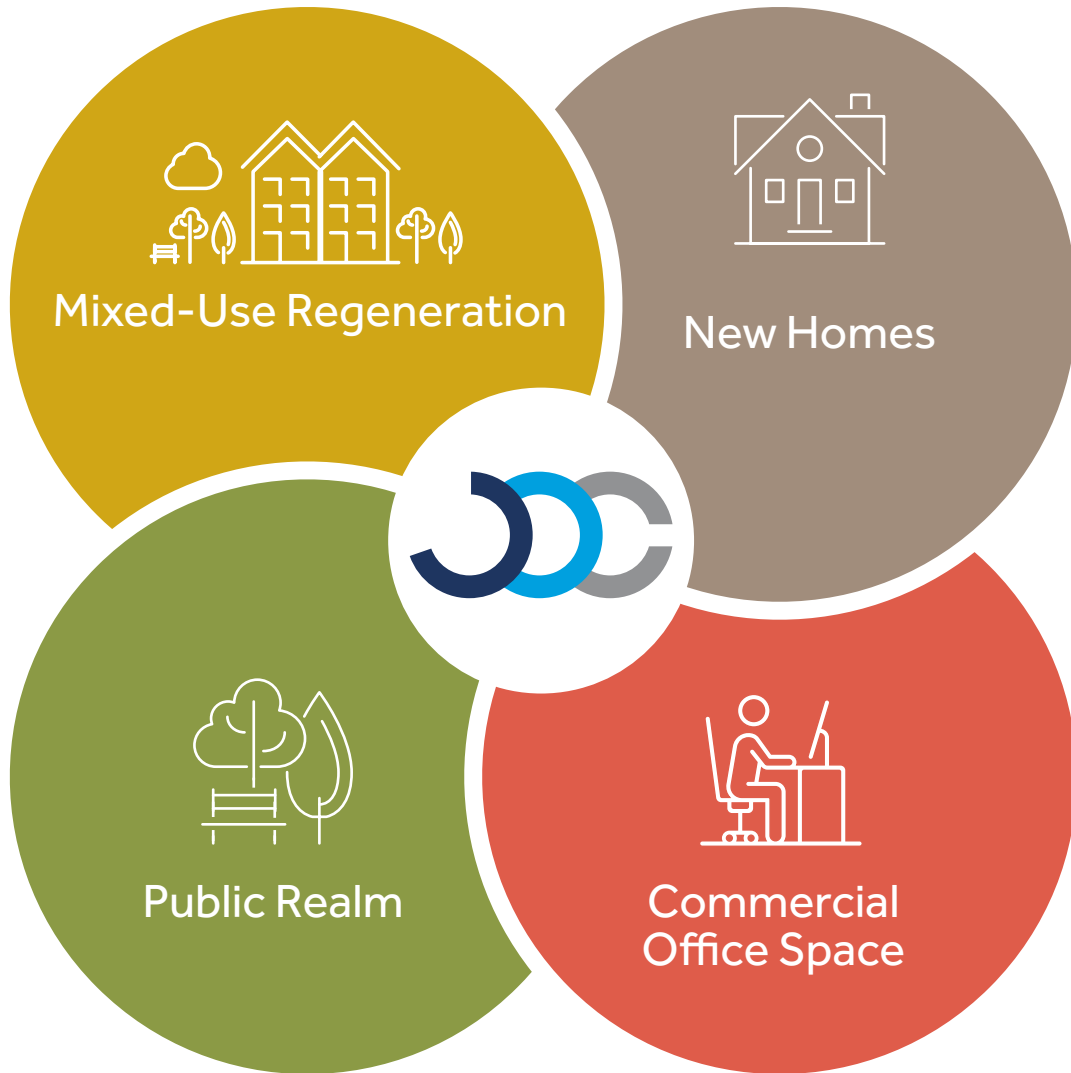 Mixed-Use Regeneration
New Homes
Public Realm
Commercial
Office Space